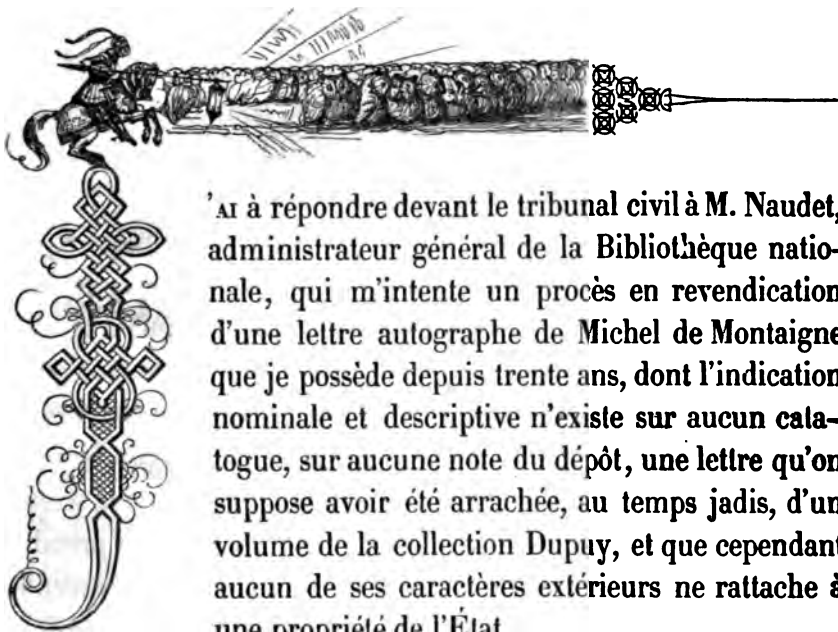 J'AI à répondre devant le tribunal civil à M. Naudet,
administrateur général de la Bibliothèque natio-
nale, qui m'intente un procès en revendication
d'une lettre autographe de Michel de Montaigne
que je possède depuis trente ans, dont l'indication
nominale et descriptive n'existe sur aucun cata-
togue, sur aucune note du dépôt, une lettre qu'on
suppose avoir été arrachée, au temps jadis, d'un
volume de la collection Dupuy, et que cependant
aucun de ses caractères extérieurs ne rattache à
une propriété de l'État